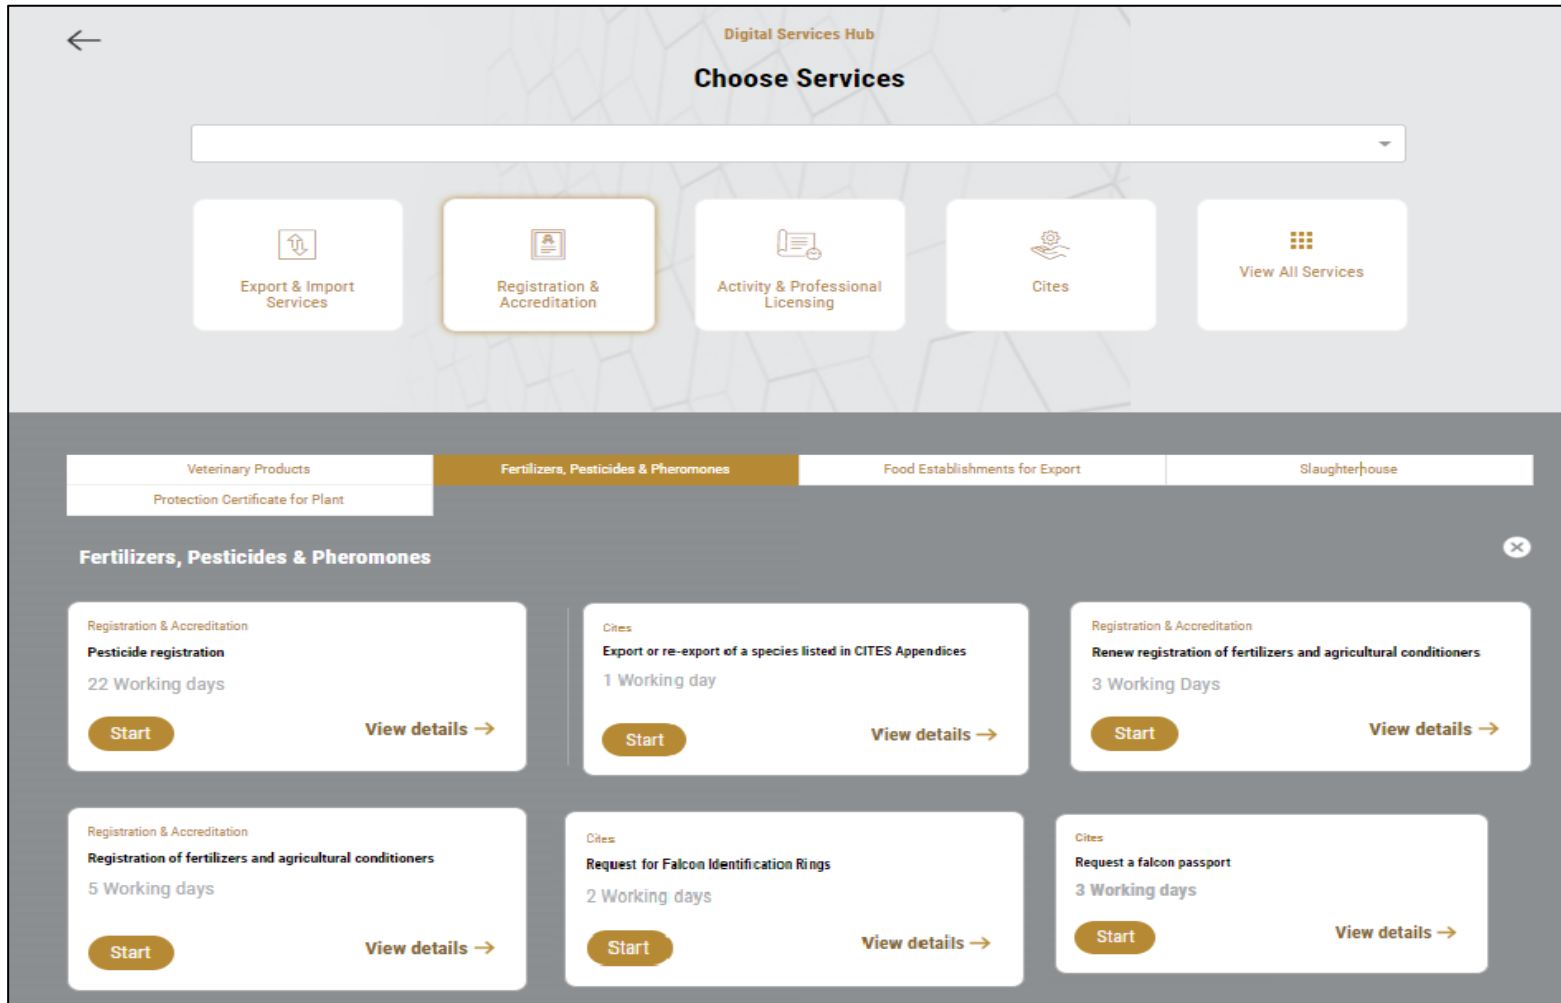 Digital Services Hub
Choose Services
Export & Import
Services
Registration &
Accreditation
Activity & Professional
Licensing
Cites
View All Services
Veterinary Products
Fertilizers, Pesticides & Pheromones
Food Establishments for Export
Slaughterhouse
Protection Certificate for Plant
Fertilizers, Pesticides & Pheromones
Registration & Accreditation
Pesticide registration
22 Working days
Start
View details
Cites
Export or re-export of a species listed in CITES Appendices
1 Working day
Start
View details
Registration & Accreditation
Renew registration of fertilizers and agricultural conditioners
3 Working Days
Start
View details
Registration & Accreditation
Registration of fertilizers and agricultural conditioners
5 Working days
Start
View details
Cites
Request for Falcon Identification Rings
2 Working days
Start
View details
Cites
Request a falcon passport
3 Working days
Start
View details